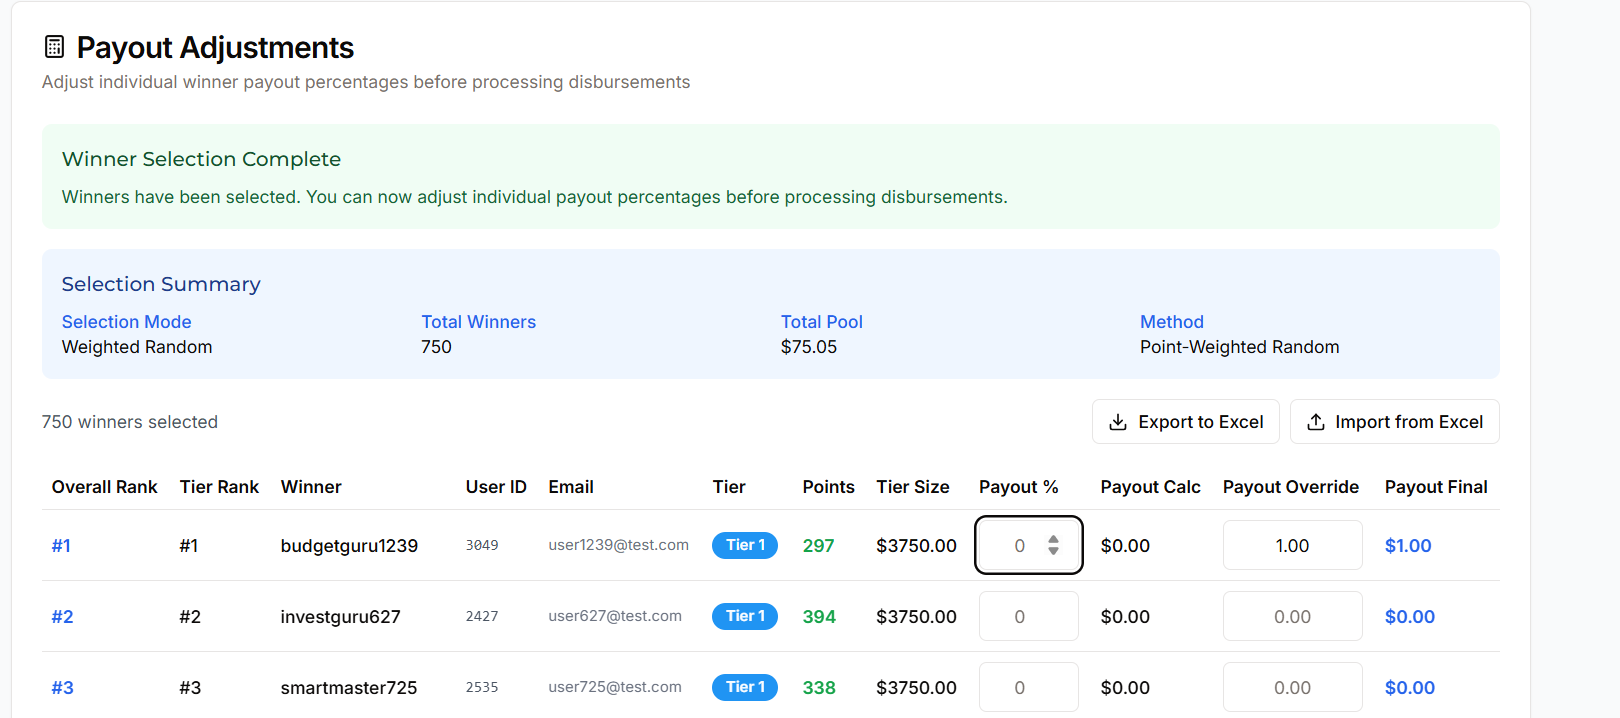 Payout Adjustments
Adjust individual winner payout percentages before processing disbursements
Winner Selection Complete
Winners have been selected. You can now adjust individual payout percentages before processing disbursements.
Selection Summary
Selection Mode Total Winners Total Pool Method
Weighted Random 750 $75.05 Point-Weighted Random
750 winners selected Export to Excel Import from Excel
Overall Rank Tier Rank Winner User ID Email Tier Points Tier Size Payout % Payout Calc Payout Override Payout Final
#1 #1 budgetguru1239 3049 user1239@test.com Tier 1 297 $3750.00 0 $0.00 1.00 $1.00
#2 #2 investguru627 2427 user627@test.com Tier 1 394 $3750.00 0 $0.00 0.00 $0.00
#3 #3 smartmaster725 2535 user725@test.com Tier 1 338 $3750.00 0 $0.00 0.00 $0.00